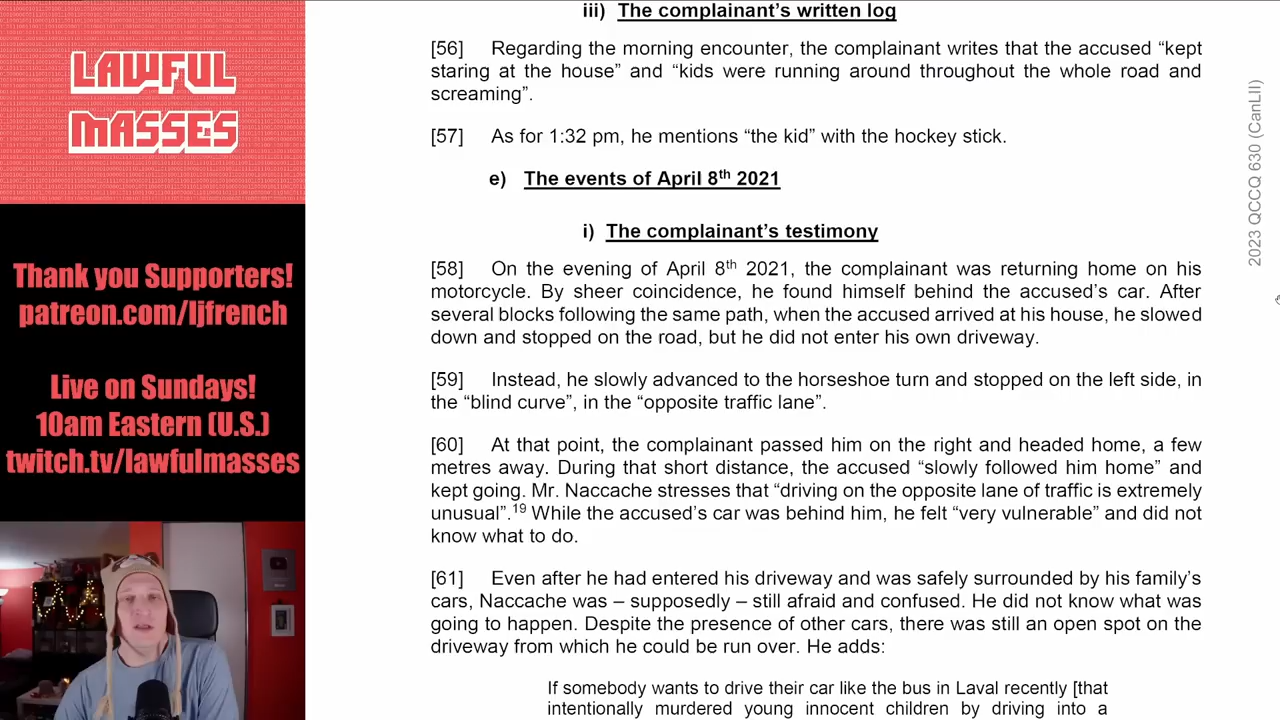 LAWFUL
MASSES
Thank you Supporters!
patreon.com/ljfrench
Live on Sundays!
10am Eastern (U.S.)
twitch.tv/lawfulmasses
iii) The complainant’s written log
[56] Regarding the morning encounter, the complainant writes that the accused “kept
staring at the house” and “kids were running around throughout the whole road and
screaming”.
[57] As for 1:32 pm, he mentions “the kid” with the hockey stick.
e) The events of April 8th 2021
i) The complainant’s testimony
[58] On the evening of April 8th 2021, the complainant was returning home on his
motorcycle. By sheer coincidence, he found himself behind the accused’s car. After
several blocks following the same path, when the accused arrived at his house, he slowed
down and stopped on the road, but he did not enter his own driveway.
[59] Instead, he slowly advanced to the horseshoe turn and stopped on the left side, in
the “blind curve”, in the “opposite traffic lane”.
[60] At that point, the complainant passed him on the right and headed home, a few
metres away. During that short distance, the accused “slowly followed him home” and
kept going. Mr. Naccache stresses that “driving on the opposite lane of traffic is extremely
unusual”.19 While the accused’s car was behind him, he felt “very vulnerable” and did not
know what to do.
[61] Even after he had entered his driveway and was safely surrounded by his family’s
cars, Naccache was – supposedly – still afraid and confused. He did not know what was
going to happen. Despite the presence of other cars, there was still an open spot on the
driveway from which he could be run over. He adds:
If somebody wants to drive their car like the bus in Laval recently [that
intentionally murdered young innocent children by driving into a
2023 QCCQ 630 (CanLII)